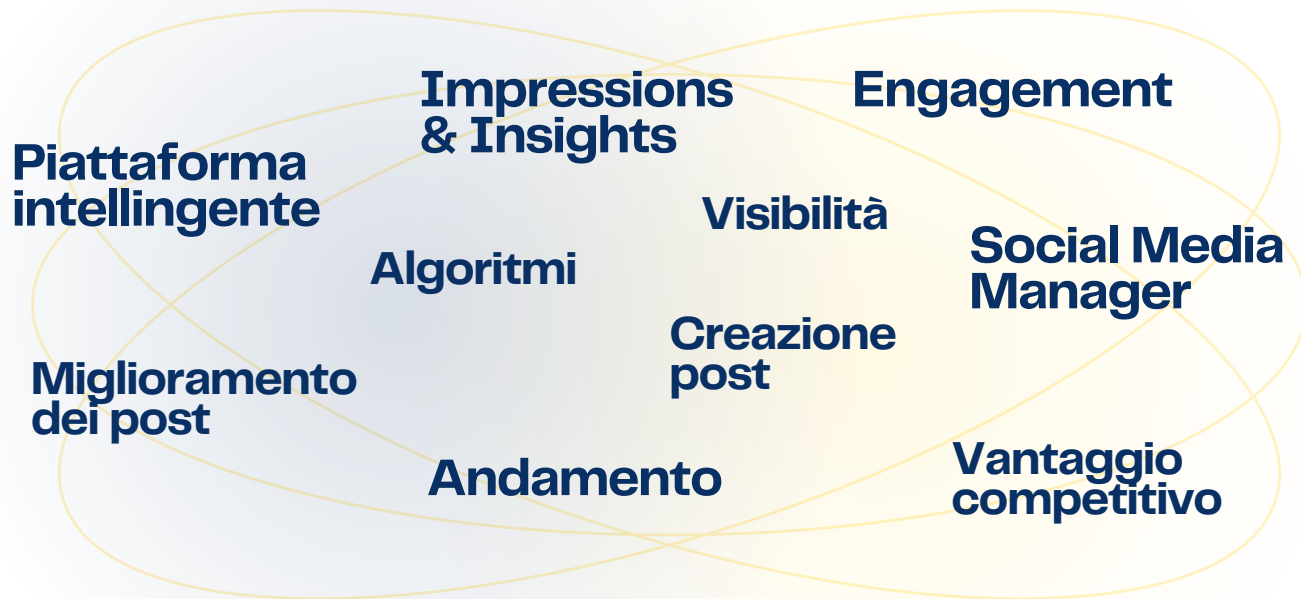 Impressions
& Insights
Engagement
Piattaforma
intellingente
Visibilità
Algoritmi
Social Media
Manager
Creazione
post
Miglioramento
dei post
Andamento
Vantaggio
competitivo